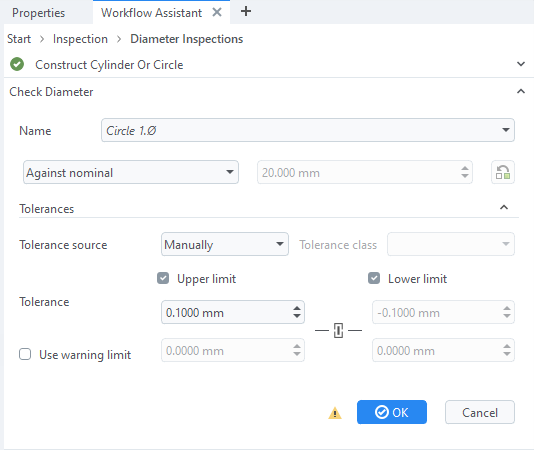 Properties Workflow Assistant
Start > Inspection > Diameter Inspections
Construct Cylinder Or Circle
Check Diameter
Name Circle 1.Ø
Against nominal 20.000 mm
Tolerances
Tolerance source Manually Tolerance class
Upper limit Lower limit
Tolerance 0.1000 mm -0.1000 mm
Use warning limit 0.0000 mm 0.0000 mm
OK Cancel